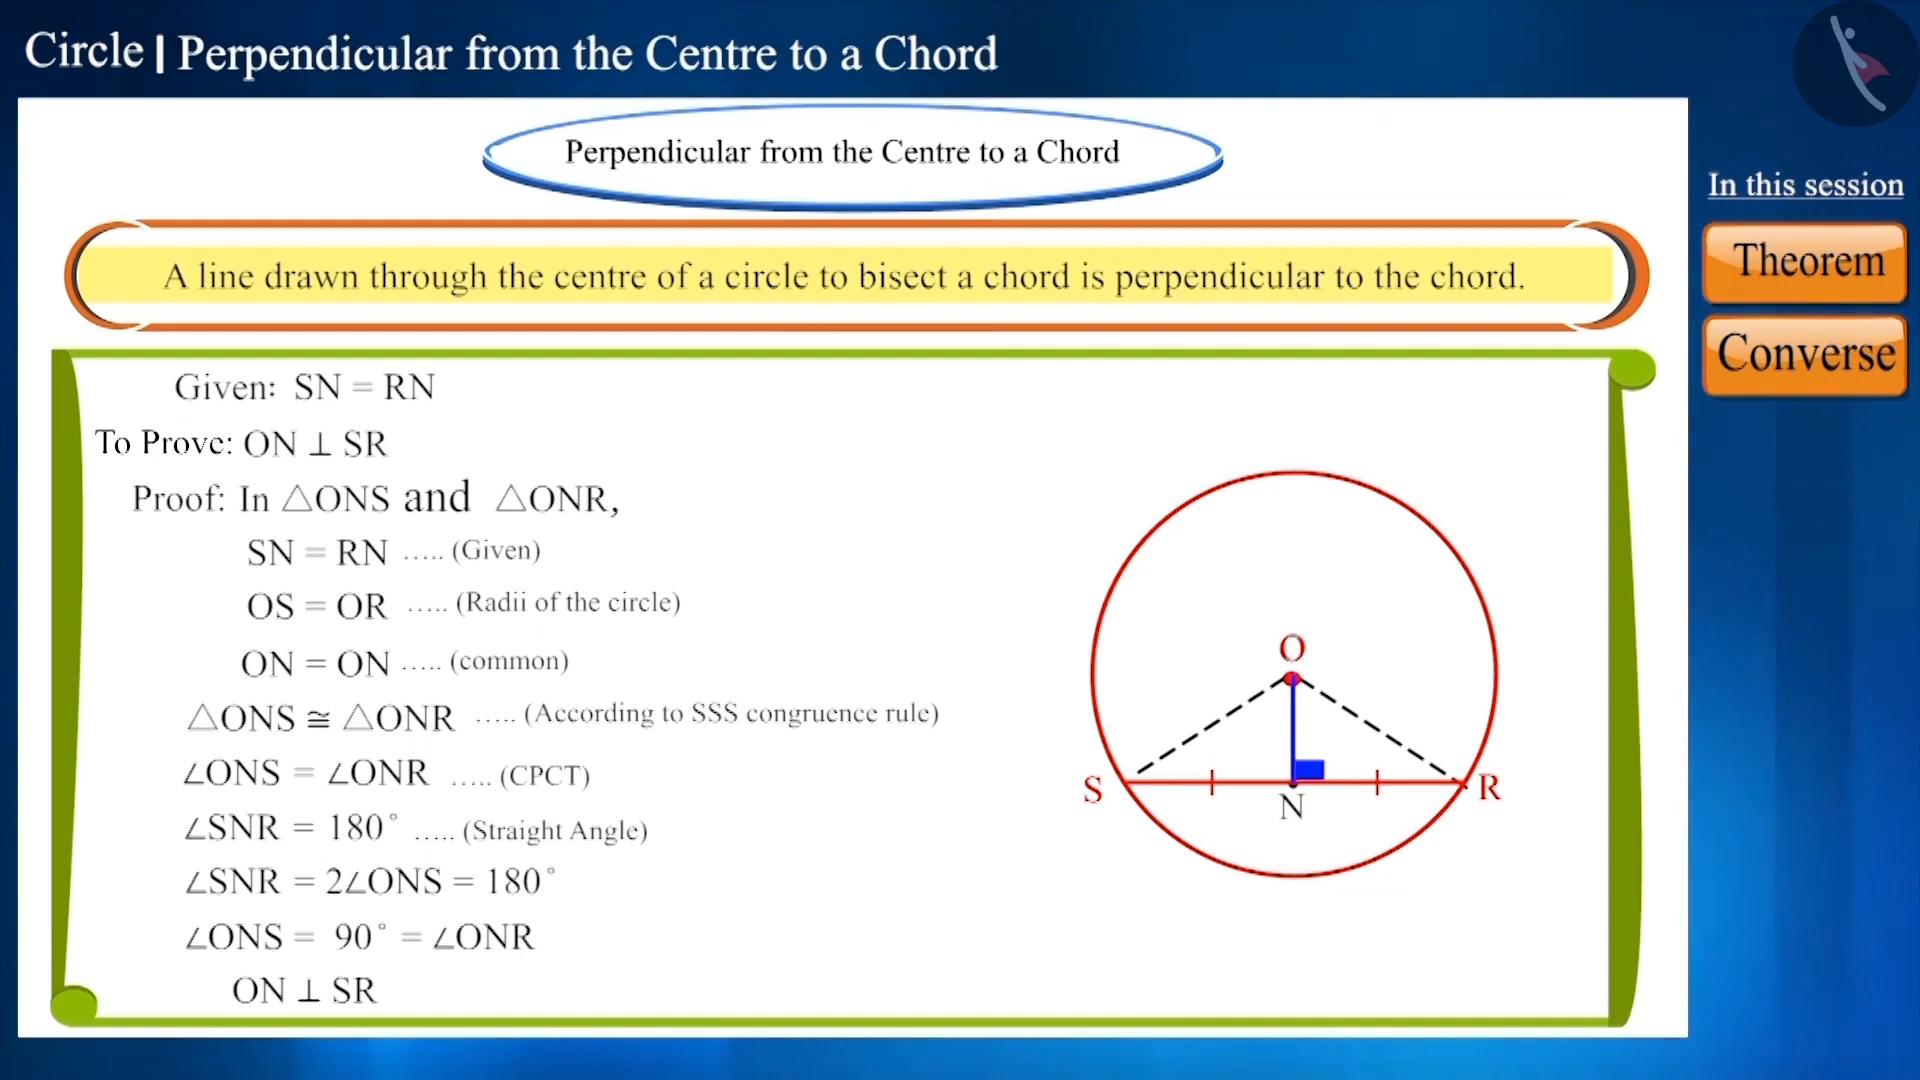 Circle | Perpendicular from the Centre to a Chord
Perpendicular from the Centre to a Chord
In this session
Theorem
Converse
A line drawn through the centre of a circle to bisect a chord is perpendicular to the chord.
Given: SN = RN
To Prove: ON ⊥ SR
Proof: In △ONS and △ONR,
SN = RN ..... (Given)
OS = OR ..... (Radii of the circle)
ON = ON ..... (common)
△ONS ≅ △ONR ..... (According to SSS congruence rule)
∠ONS = ∠ONR ..... (CPCT)
∠SNR = 180° ..... (Straight Angle)
∠SNR = 2∠ONS = 180°
∠ONS = 90° = ∠ONR
ON ⊥ SR
O
S
N
R